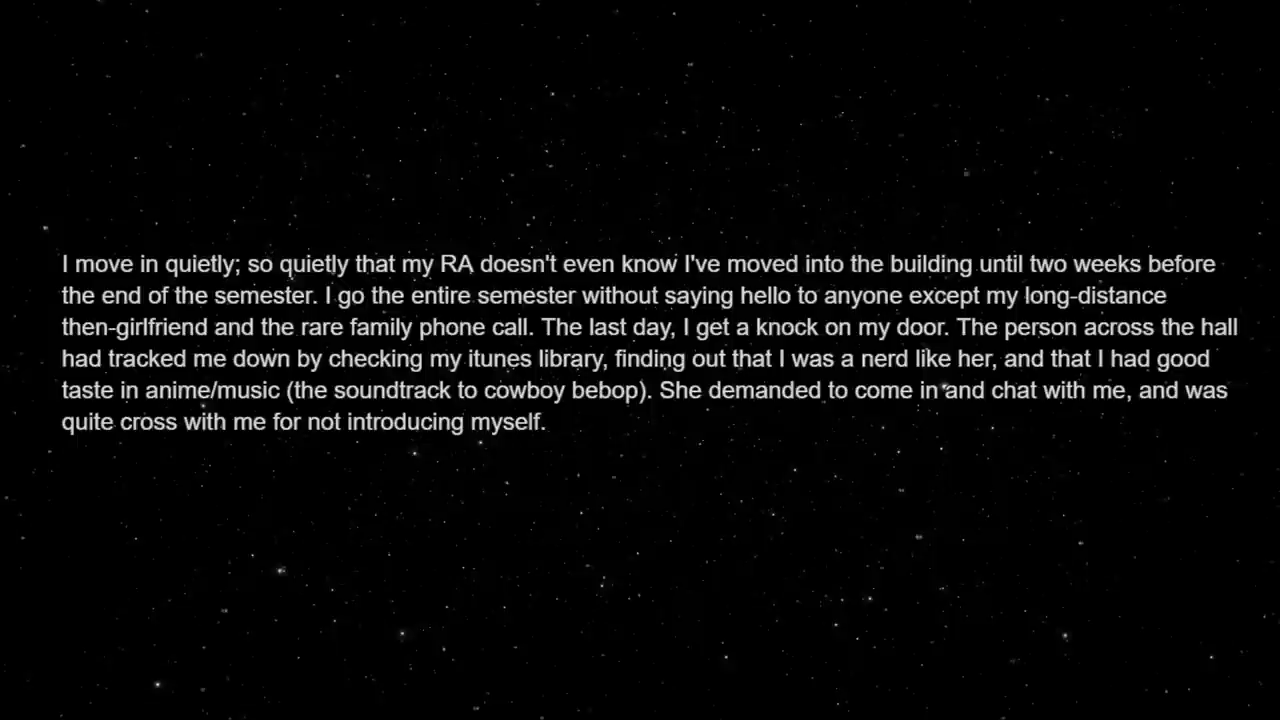 I move in quietly; so quietly that my RA doesn't even know I've moved into the building until two weeks before
the end of the semester. I go the entire semester without saying hello to anyone except my long-distance
then-girlfriend and the rare family phone call. The last day, I get a knock on my door. The person across the hall
had tracked me down by checking my itunes library, finding out that I was a nerd like her, and that I had good
taste in anime/music (the soundtrack to cowboy bebop). She demanded to come in and chat with me, and was
quite cross with me for not introducing myself.